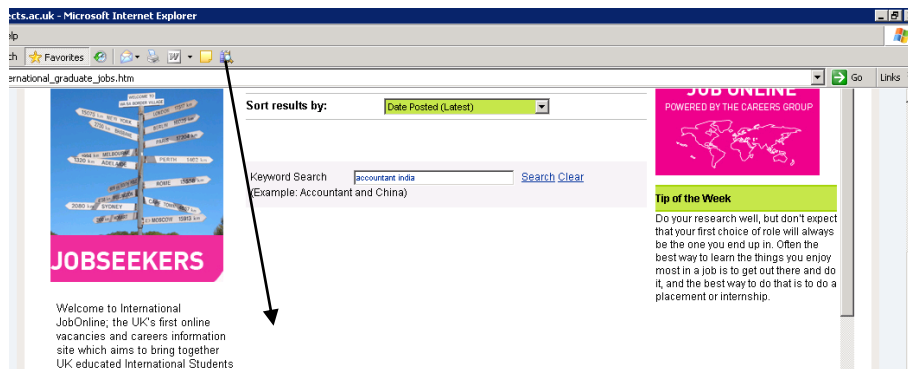 ects.ac.uk - Microsoft Internet Explorer
elp
ch Favorites
ernational_graduate_jobs.htm Go Links
Sort results by: Date Posted (Latest)
JOB ONLINE
POWERED BY THE CAREERS GROUP
PERTH
ADELAIDE
ROME
SYDNEY
MOSCOW
Keyword Search accountant india Search Clear
(Example: Accountant and China)
JOBSEEKERS
Tip of the Week
Do your research well, but don't expect
that your first choice of role will always
be the one you end up in. Often the
best way to learn the things you enjoy
most in a job is to get out there and do
it, and the best way to do that is to do a
placement or internship.
Welcome to International
JobOnline; the UK's first online
vacancies and careers information
site which aims to bring together
UK educated International Students